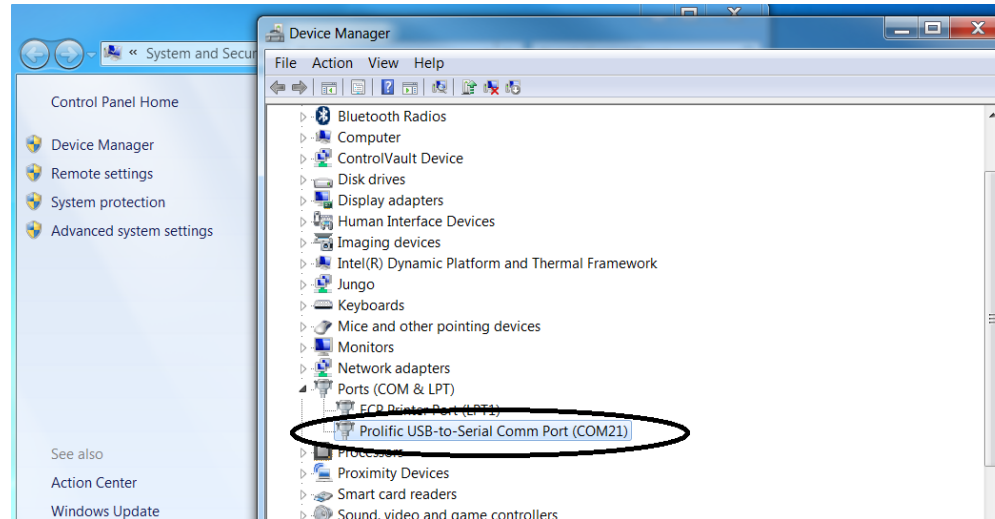 Device Manager
« System and Secur
File Action View Help
Control Panel Home
Device Manager
Remote settings
System protection
Advanced system settings
See also
Action Center
Windows Update
Bluetooth Radios
Computer
ControlVault Device
Disk drives
Display adapters
Human Interface Devices
Imaging devices
Intel(R) Dynamic Platform and Thermal Framework
Jungo
Keyboards
Mice and other pointing devices
Monitors
Network adapters
Ports (COM & LPT)
ECP Printer Port (LPT1)
Prolific USB-to-Serial Comm Port (COM21)
Processors
Proximity Devices
Smart card readers
Sound, video and game controllers